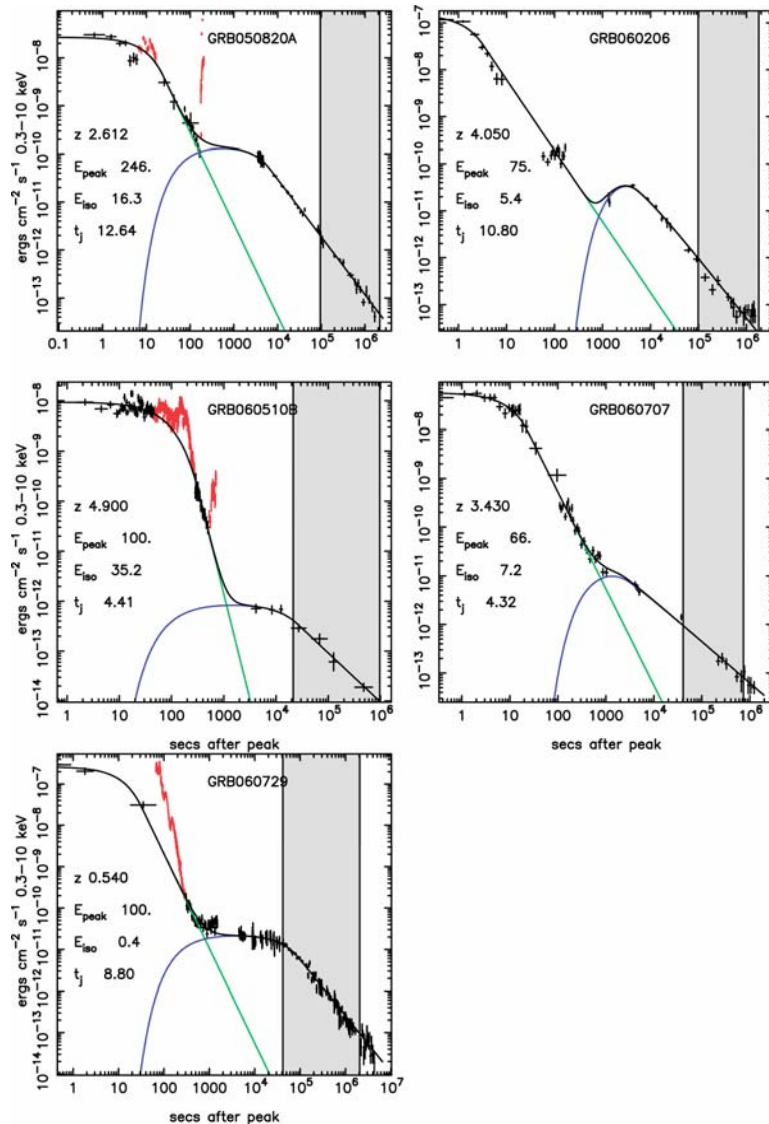 GRB050820A
z 2.612
E_peak 246.
E_iso 16.3
t_j 12.64
ergs cm⁻² s⁻¹ 0.3–10 keV
10⁻⁸
10⁻⁹
10⁻¹⁰
10⁻¹¹
10⁻¹²
10⁻¹³
0.1 1 10 100 1000 10⁴ 10⁵ 10⁶
GRB060206
z 4.050
E_peak 75.
E_iso 5.4
t_j 10.80
10⁻⁷
10⁻⁸
10⁻⁹
10⁻¹⁰
10⁻¹¹
10⁻¹²
10⁻¹³
1 10 100 1000 10⁴ 10⁵ 10⁶
GRB060510B
z 4.900
E_peak 100.
E_iso 35.2
t_j 4.41
ergs cm⁻² s⁻¹ 0.3–10 keV
10⁻⁸
10⁻⁹
10⁻¹⁰
10⁻¹¹
10⁻¹²
10⁻¹³
10⁻¹⁴
1 10 100 1000 10⁴ 10⁵ 10⁶
secs after peak
GRB060707
z 3.430
E_peak 66.
E_iso 7.2
t_j 4.32
10⁻⁸
10⁻⁹
10⁻¹⁰
10⁻¹¹
10⁻¹²
10⁻¹³
1 10 100 1000 10⁴ 10⁵ 10⁶
secs after peak
GRB060729
z 0.540
E_peak 100.
E_iso 0.4
t_j 8.80
ergs cm⁻² s⁻¹ 0.3–10 keV
10⁻⁷
10⁻⁸
10⁻⁹
10⁻¹⁰
10⁻¹¹
10⁻¹²
10⁻¹³
10⁻¹⁴
1 10 100 1000 10⁴ 10⁵ 10⁶ 10⁷
secs after peak